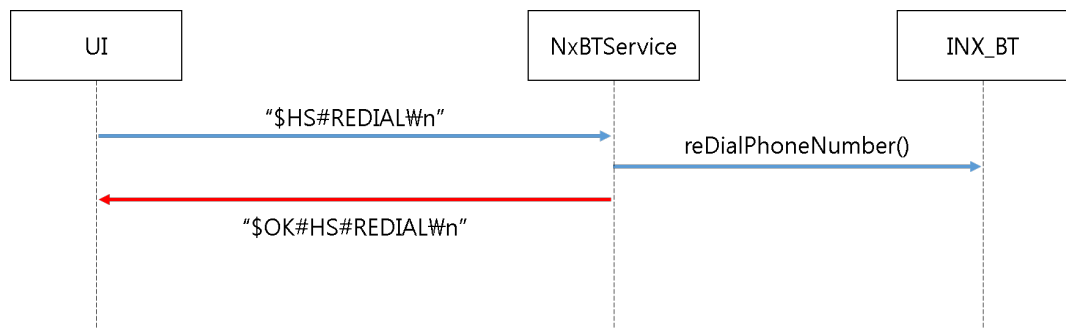 UI
NxBTService
INX_BT
“$HS#REDIAL₩n”
reDialPhoneNumber()
“$OK#HS#REDIAL₩n”